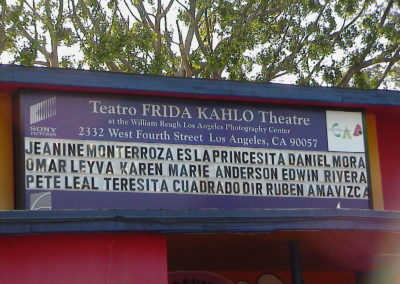 SONY
PICTURES
Teatro FRIDA KAHLO Theatre
at the William Reagh Los Angeles Photography Center
2332 West Fourth Street Los Angeles, CA 90057
JEANINE MONTERROZA ES LA PRINCESITA DANIEL MORA
OMAR LEYVA KAREN MARIE ANDERSON EDWIN RIVERA
PETE LEAL TERESITA CUADRADO DIR RUBEN AMAVIZCA